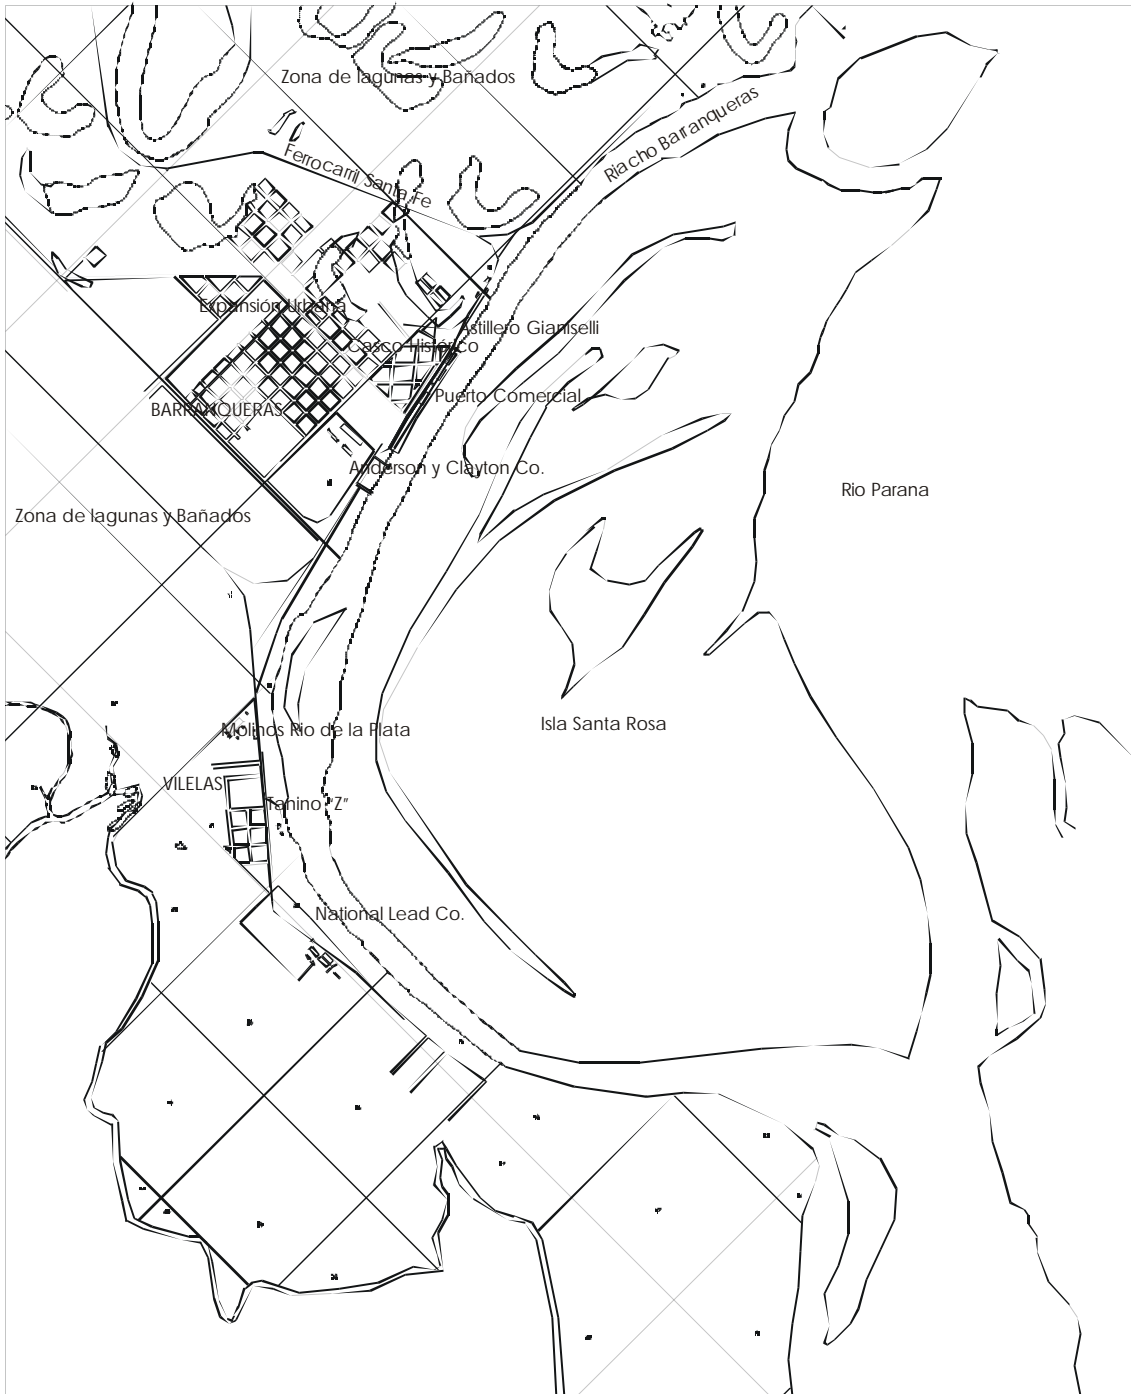 Zona de lagunas y Bañados
Riacho Barranqueras
Ferrocarril Santa Fe
Expansión Urbana
Astillero Gianiselli
Casco Histórico
Puerto Comercial
BARRANQUERAS
Anderson y Clayton Co.
Rio Parana
Zona de lagunas y Bañados
Isla Santa Rosa
Molinos Rio de la Plata
VILELAS
Tanino "Z"
National Lead Co.